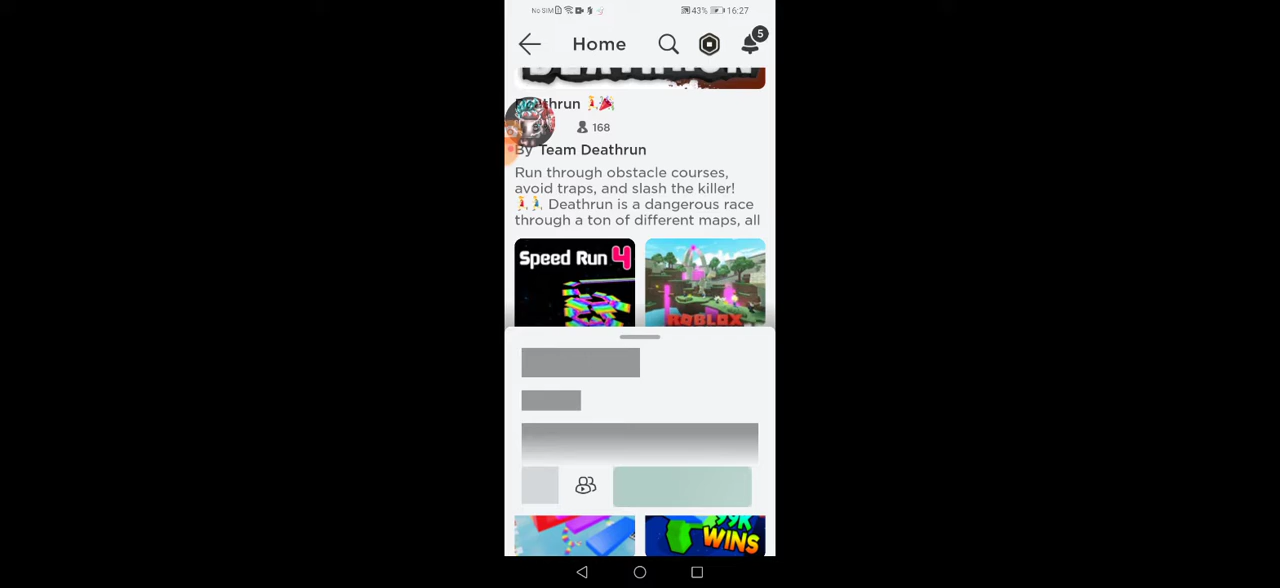 No SIM 43% 16:27
Home
5
168
By Team Deathrun
Run through obstacle courses,
avoid traps, and slash the killer!
Deathrun is a dangerous race
through a ton of different maps, all
Speed Run 4
ROBLOX
WINS